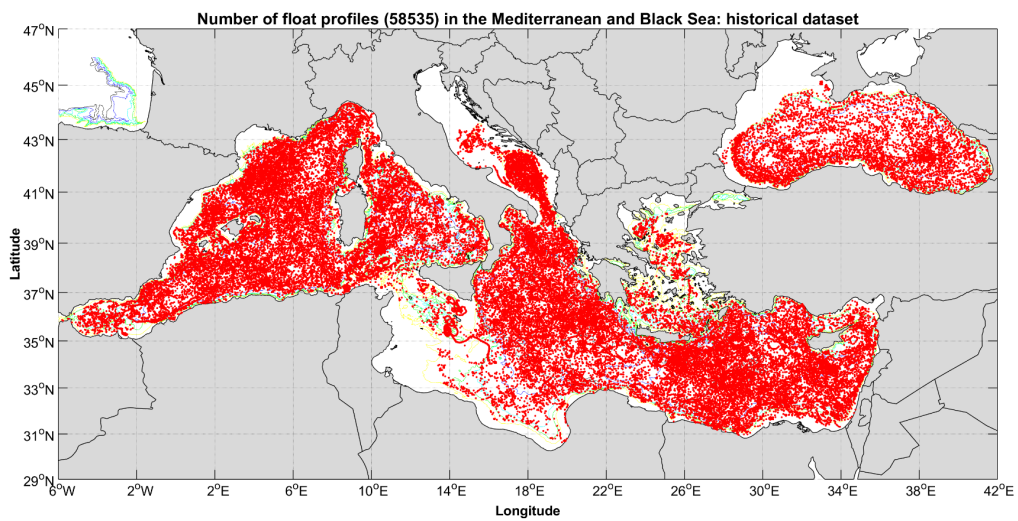 Number of float profiles (58535) in the Mediterranean and Black Sea: historical dataset
47°N
45°N
43°N
41°N
39°N
37°N
35°N
33°N
31°N
29°N
Latitude
6°W 2°W 2°E 6°E 10°E 14°E 18°E 22°E 26°E 30°E 34°E 38°E 42°E
Longitude